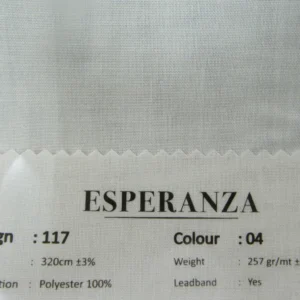 ESPERANZA
gn : 117 Colour : 04
: 320cm ±3% Weight : 257 gr/mt ±
tion : Polyester 100% Leadband : Yes